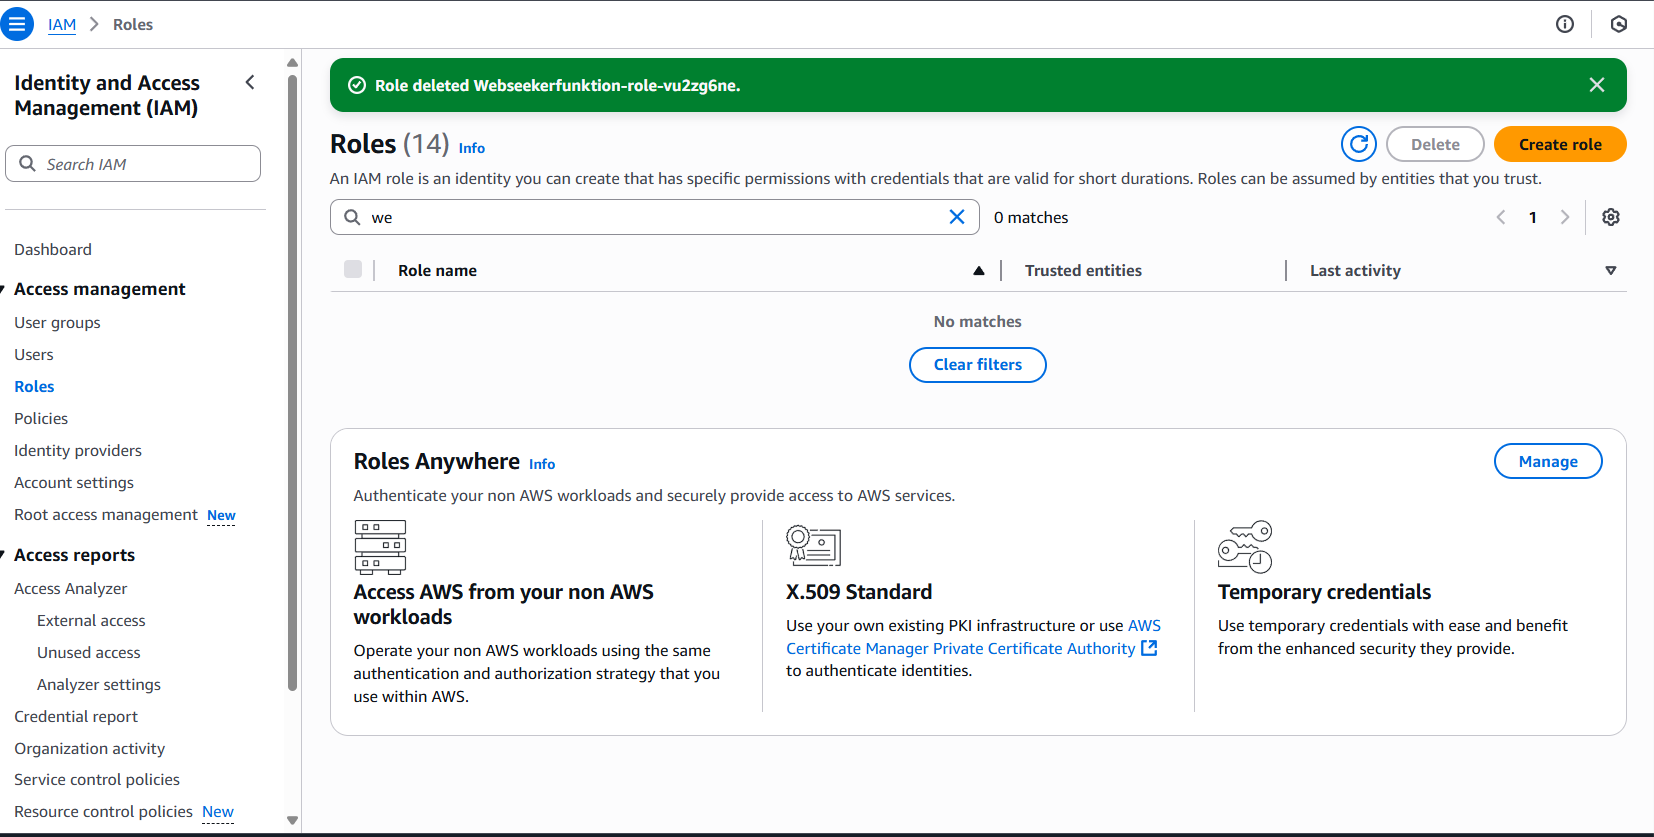 IAM > Roles
Identity and Access
Management (IAM)
Search IAM
Dashboard
Access management
User groups
Users
Roles
Policies
Identity providers
Account settings
Root access management New
Access reports
Access Analyzer
External access
Unused access
Analyzer settings
Credential report
Organization activity
Service control policies
Resource control policies New
Role deleted Webseekerfunktion-role-vu2zg6ne.
Roles (14) Info
Delete
Create role
An IAM role is an identity you can create that has specific permissions with credentials that are valid for short durations. Roles can be assumed by entities that you trust.
we
0 matches
1
Role name
Trusted entities
Last activity
No matches
Clear filters
Roles Anywhere Info
Manage
Authenticate your non AWS workloads and securely provide access to AWS services.
Access AWS from your non AWS
workloads
Operate your non AWS workloads using the same
authentication and authorization strategy that you
use within AWS.
X.509 Standard
Use your own existing PKI infrastructure or use AWS
Certificate Manager Private Certificate Authority
to authenticate identities.
Temporary credentials
Use temporary credentials with ease and benefit
from the enhanced security they provide.